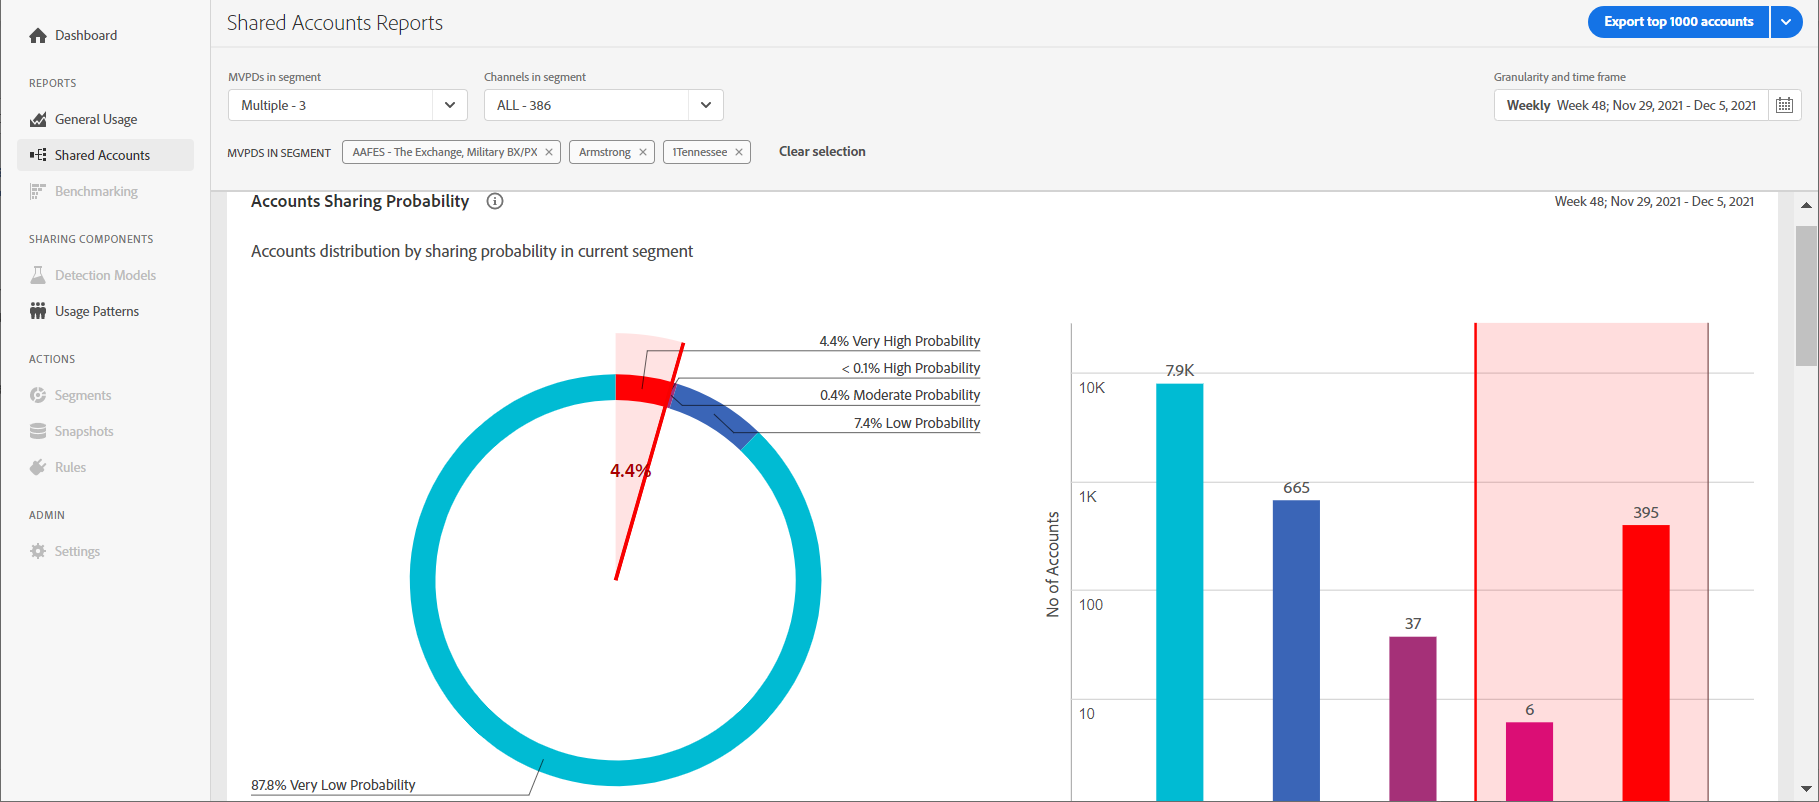 Dashboard
REPORTS
General Usage
Shared Accounts
Benchmarking
SHARING COMPONENTS
Detection Models
Usage Patterns
ACTIONS
Segments
Snapshots
Rules
ADMIN
Settings
Shared Accounts Reports
Export top 1000 accounts
MVPDs in segment
Channels in segment
Granularity and time frame
Multiple - 3
ALL - 386
Weekly Week 48; Nov 29, 2021 - Dec 5, 2021
MVPDS IN SEGMENT
AAFES - The Exchange, Military BX/PX ×
Armstrong ×
1Tennessee ×
Clear selection
Accounts Sharing Probability
Week 48; Nov 29, 2021 - Dec 5, 2021
Accounts distribution by sharing probability in current segment
4.4% Very High Probability
< 0.1% High Probability
0.4% Moderate Probability
7.4% Low Probability
4.4%
87.8% Very Low Probability
No of Accounts
10K
1K
100
10
7.9K
665
37
6
395